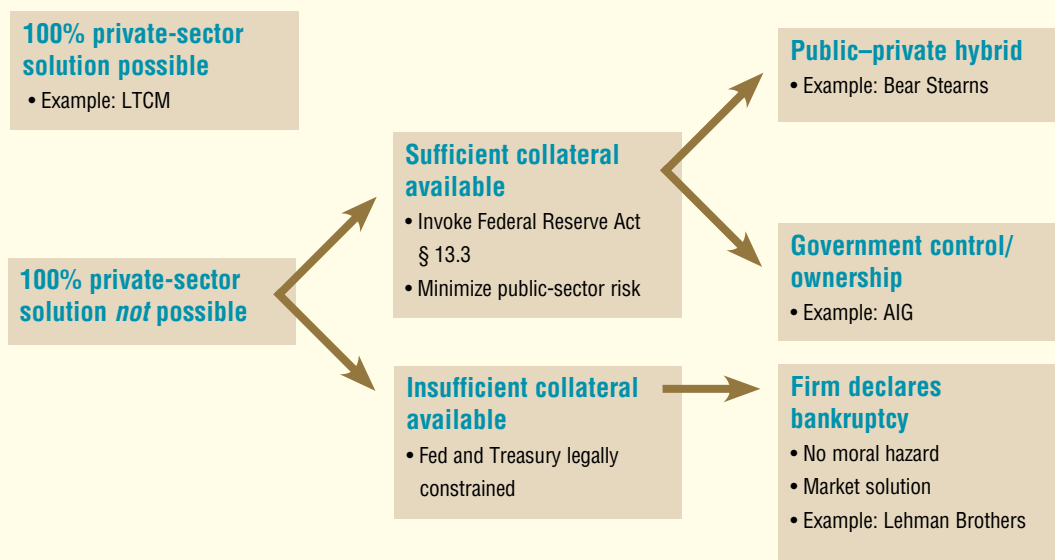 100% private-sector
solution possible
• Example: LTCM
100% private-sector
solution not possible
Sufficient collateral
available
• Invoke Federal Reserve Act
§ 13.3
• Minimize public-sector risk
Insufficient collateral
available
• Fed and Treasury legally
constrained
Public–private hybrid
• Example: Bear Stearns
Government control/
ownership
• Example: AIG
Firm declares
bankruptcy
• No moral hazard
• Market solution
• Example: Lehman Brothers